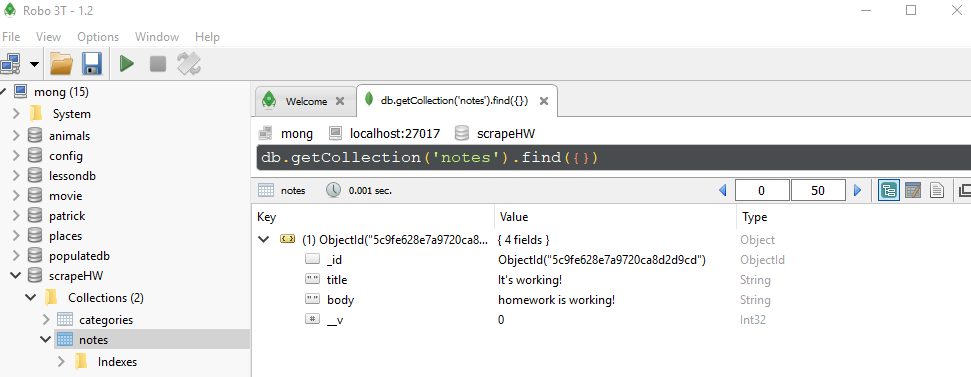 Robo 3T - 1.2
File View Options Window Help
mong (15)
System
animals
config
lessondb
movie
patrick
places
populatedb
scrapeHW
Collections (2)
categories
notes
Indexes
Welcome db.getCollection('notes').find({})
mong localhost:27017 scrapeHW
db.getCollection('notes').find({})
notes 0.001 sec. 0 50
Key Value Type
(1) ObjectId("5c9fe628e7a9720ca8... { 4 fields } Object
_id ObjectId("5c9fe628e7a9720ca8d2d9cd") ObjectId
" " title It's working! String
" " body homework is working! String
# __v 0 Int32